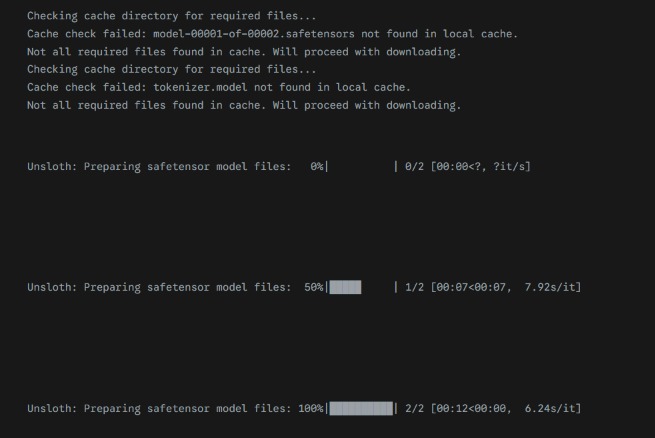 Checking cache directory for required files...
Cache check failed: model-00001-of-00002.safetensors not found in local cache.
Not all required files found in cache. Will proceed with downloading.
Checking cache directory for required files...
Cache check failed: tokenizer.model not found in local cache.
Not all required files found in cache. Will proceed with downloading.
Unsloth: Preparing safetensor model files:   0%|          | 0/2 [00:00<?, ?it/s]
Unsloth: Preparing safetensor model files:  50%|█████     | 1/2 [00:07<00:07,  7.92s/it]
Unsloth: Preparing safetensor model files: 100%|██████████| 2/2 [00:12<00:00,  6.24s/it]